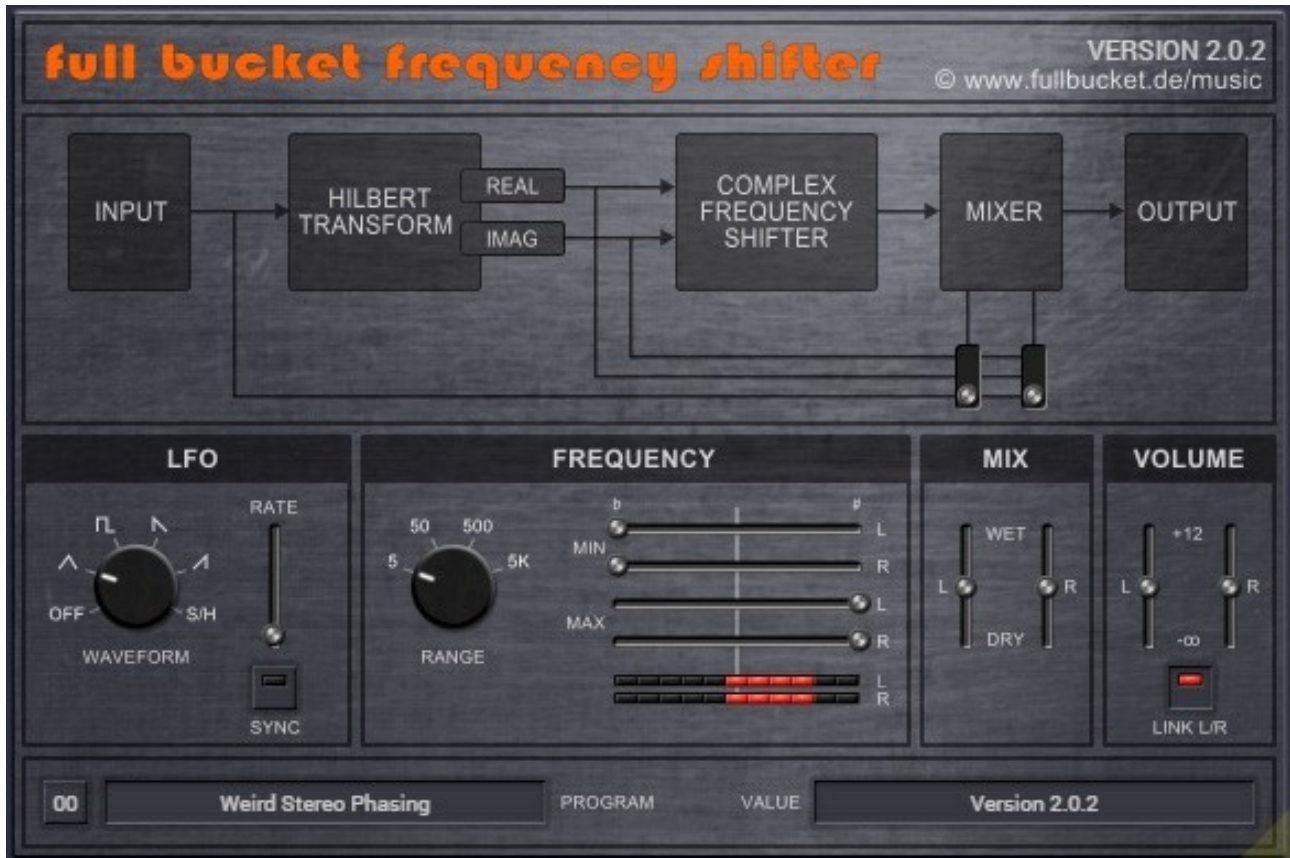 full bucket frequency shifter
VERSION 2.0.2
© www.fullbucket.de/music
INPUT
HILBERT
TRANSFORM
REAL
IMAG
COMPLEX
FREQUENCY
SHIFTER
MIXER
OUTPUT
LFO
OFF
S/H
WAVEFORM
RATE
SYNC
FREQUENCY
5
50
500
5K
RANGE
♭
♯
MIN
L
R
MAX
L
R
L
R
MIX
WET
L
R
DRY
VOLUME
+12
L
R
-∞
LINK L/R
00
Weird Stereo Phasing
PROGRAM
VALUE
Version 2.0.2